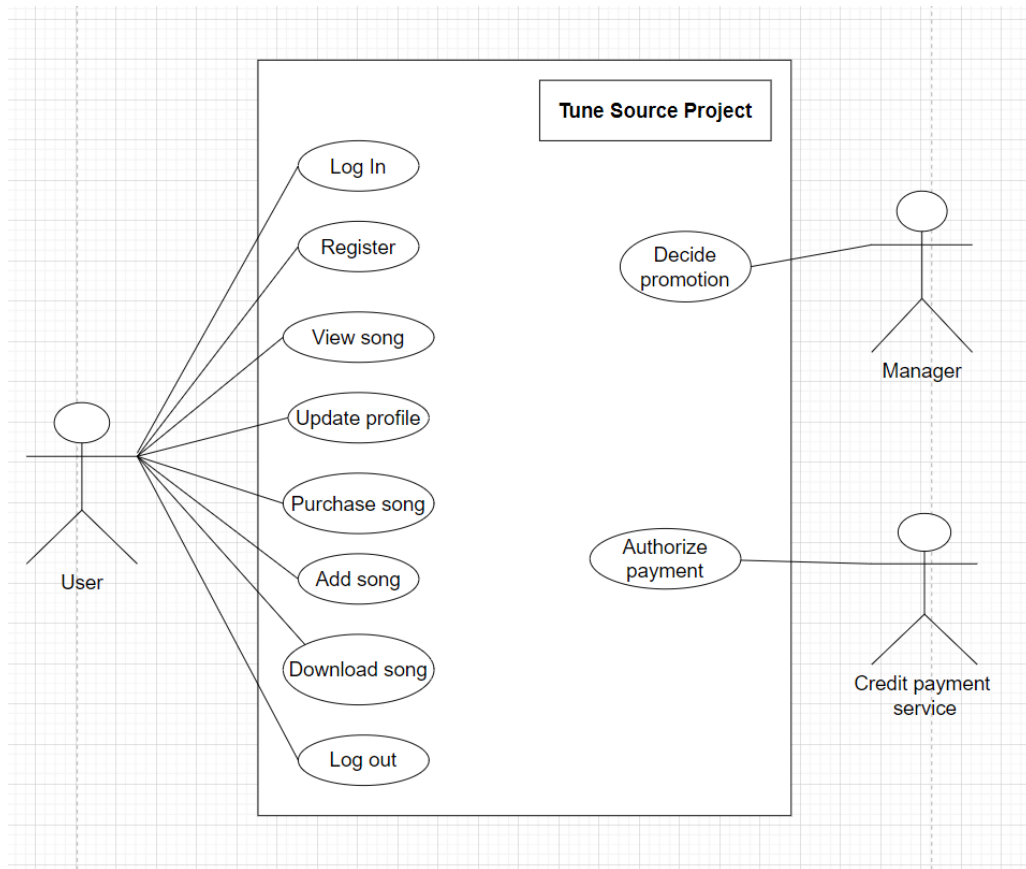 Tune Source Project
Log In
Register
View song
Update profile
Purchase song
Add song
Download song
Log out
User
Decide
promotion
Manager
Authorize
payment
Credit payment
service